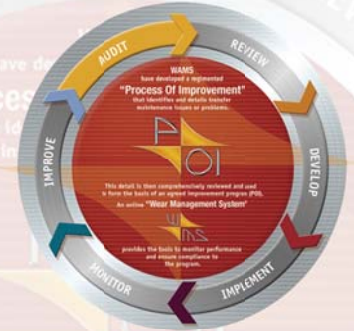 AUDIT
REVIEW
DEVELOP
IMPLEMENT
MONITOR
IMPROVE
WAMS
have developed a regimented
"Process Of Improvement"
that identifies and details transfer
maintenance issues or problems.
POI
This detail is then comprehensively reviewed and used
to form the basis of an agreed improvement program (POI).
An online "Wear Management System"
WMS
provides the tools to monitor performance
and ensure compliance to
the program.